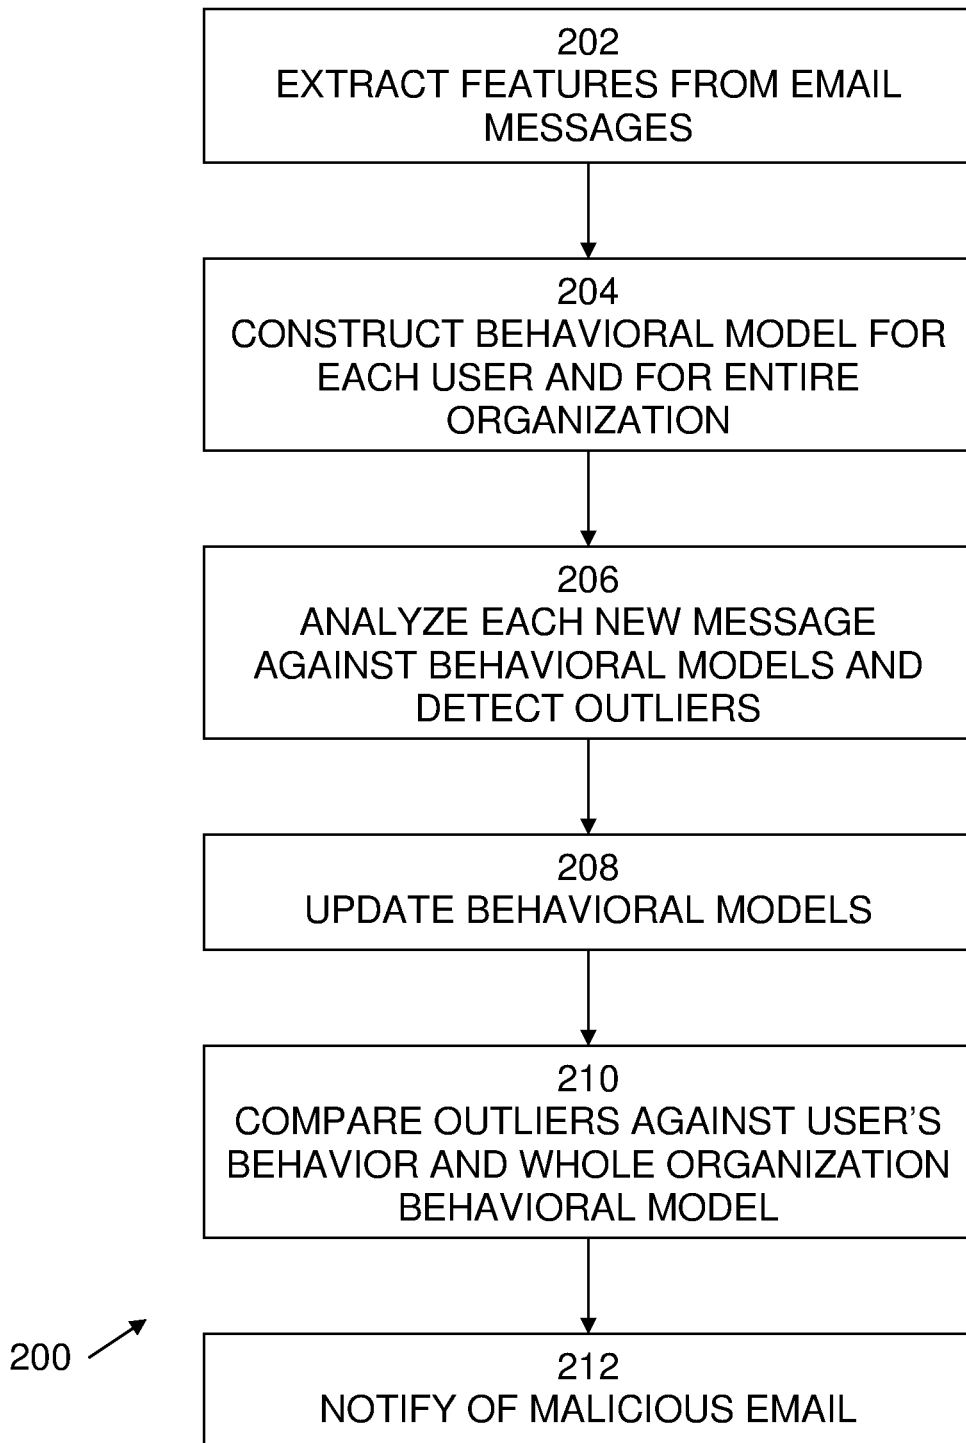 202
EXTRACT FEATURES FROM EMAIL
MESSAGES
204
CONSTRUCT BEHAVIORAL MODEL FOR
EACH USER AND FOR ENTIRE
ORGANIZATION
206
ANALYZE EACH NEW MESSAGE
AGAINST BEHAVIORAL MODELS AND
DETECT OUTLIERS
208
UPDATE BEHAVIORAL MODELS
210
COMPARE OUTLIERS AGAINST USER’S
BEHAVIOR AND WHOLE ORGANIZATION
BEHAVIORAL MODEL
200
212
NOTIFY OF MALICIOUS EMAIL